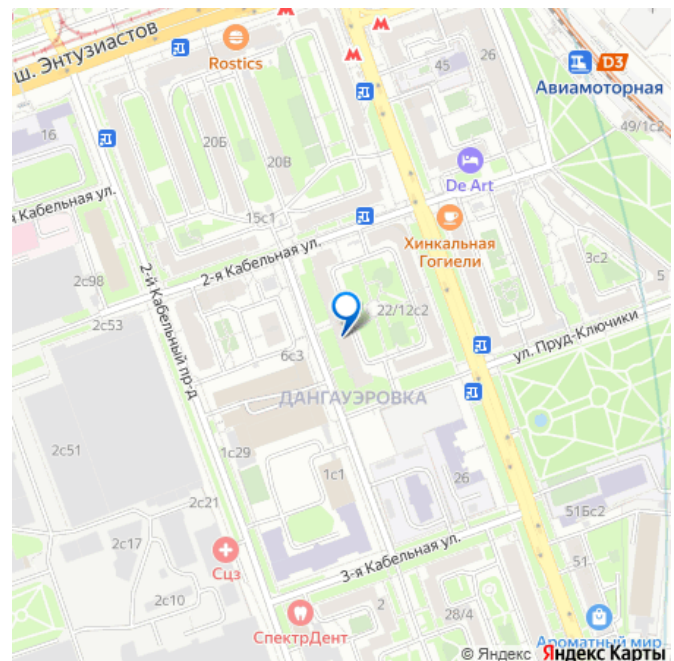 ш. Энтузиастов
Rostics
М
М
М
D3
Авиамоторная
45
26
16
20Б
20В
49/1с2
De Art
я Кабельная ул.
15с1
2-я Кабельная ул.
Хинкальная
Гогиели
3с2
5
2с98
2-й Кабельный пр-д
2с53
22/12с2
6с3
ул. Пруд-Ключики
ДАНГАУЭРОВКА
2с51
1с29
1с1
26
2с21
51Бс2
2с17
Сцз
3-я Кабельная ул.
51
2с10
2
28/4
СпектрДент
Ароматный мир
© Яндекс Яндекс Карты